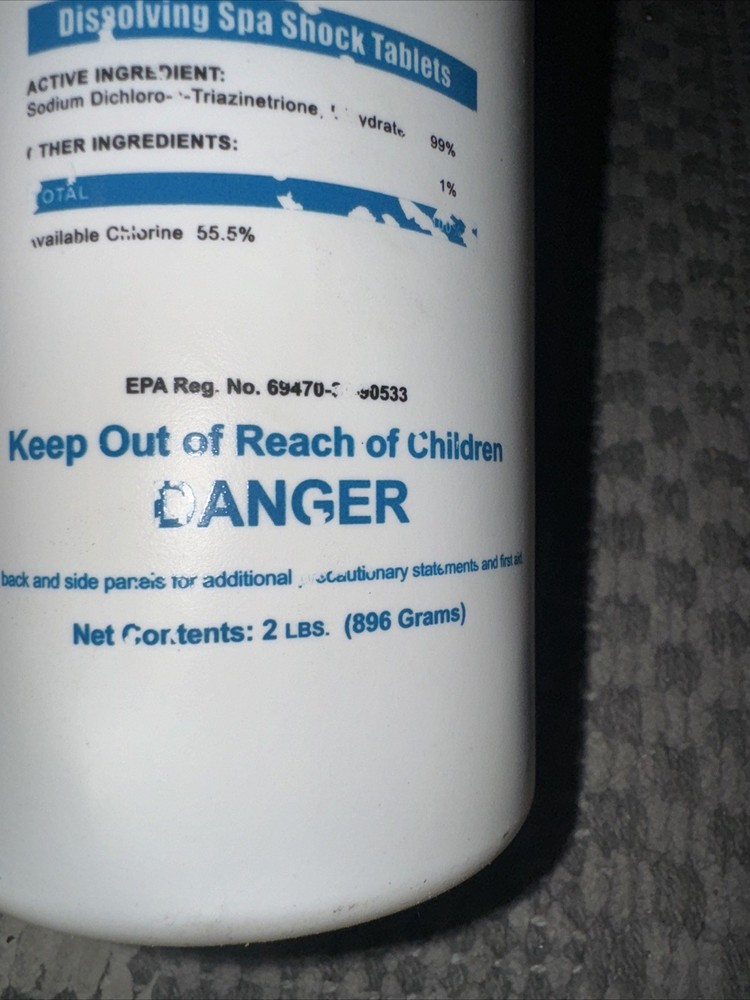 Dissolving Spa Shock Tablets
ACTIVE INGREDIENT:
Sodium Dichloro- -Triazinetrione, 99%
THER INGREDIENTS: 1%
OTAL
vailable Chlorine 55.5%
EPA Reg. No.
Keep Out of Reach of Children
DANGER
back and side panels for additional precautionary statements and first aid
Net Contents: 2 LBS. (896 Grams)